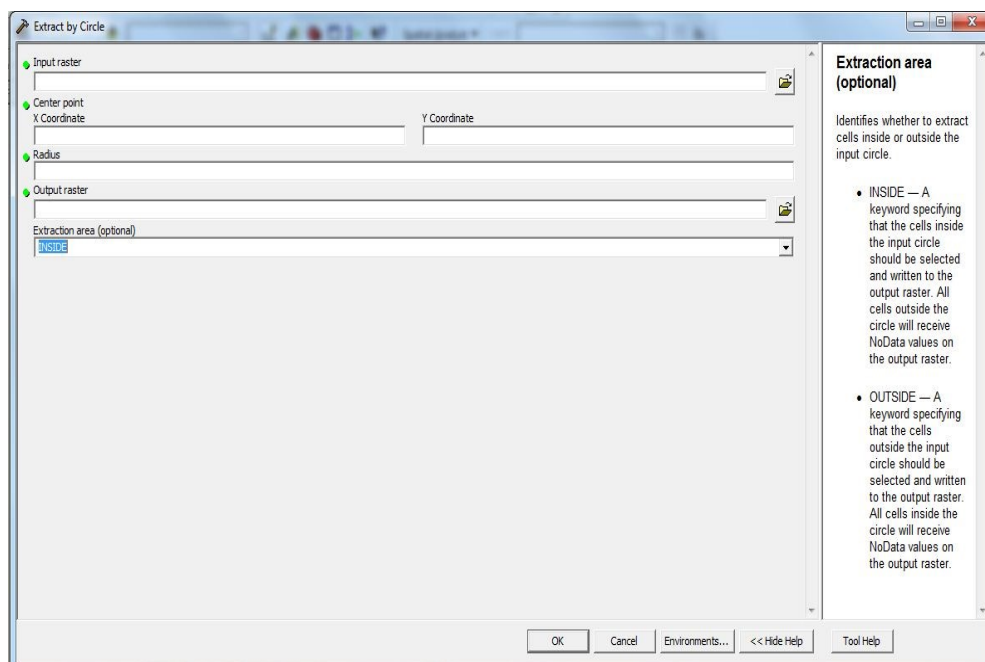 Extract by Circle
Input raster
Center point
X Coordinate Y Coordinate
Radius
Output raster
Extraction area (optional)
INSIDE
OK Cancel Environments... << Hide Help Tool Help
Extraction area
(optional)
Identifies whether to extract
cells inside or outside the
input circle.
• INSIDE — A
keyword specifying
that the cells inside
the input circle
should be selected
and written to the
output raster. All
cells outside the
circle will receive
NoData values on
the output raster.
• OUTSIDE — A
keyword specifying
that the cells
outside the input
circle should be
selected and written
to the output raster.
All cells inside the
circle will receive
NoData values on
the output raster.